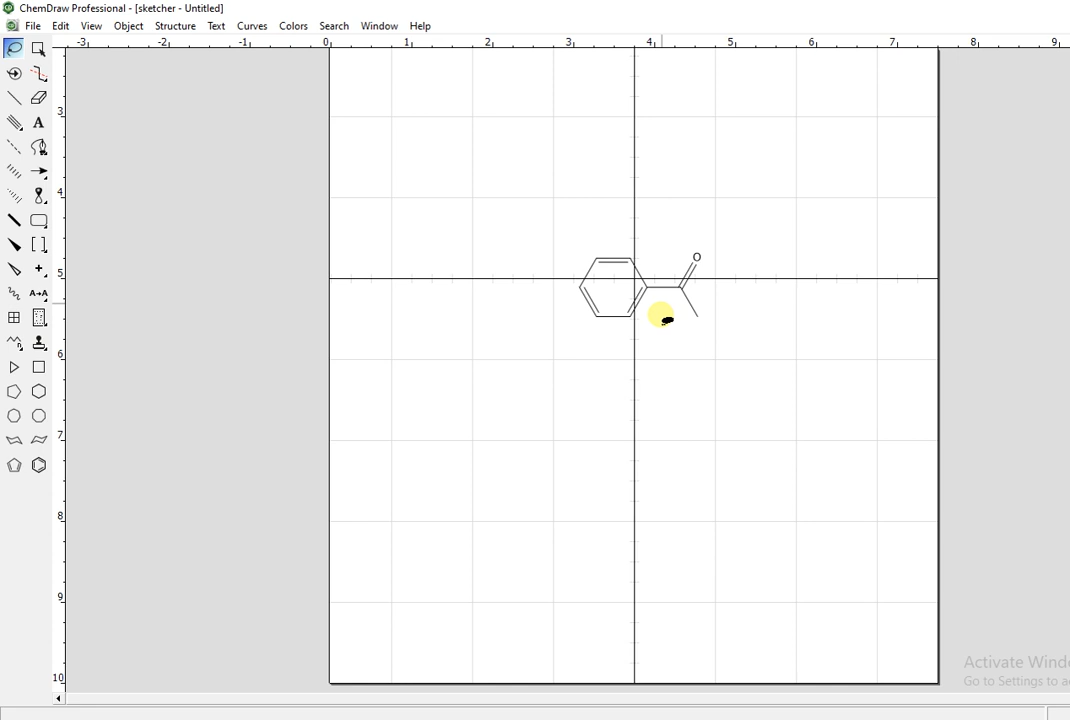 ChemDraw Professional - [sketcher - Untitled]
File Edit View Object Structure Text Curves Colors Search Window Help
-3 -2 -1 0 1 2 3 4 5 6 7 8 9
3
4
5
6
7
8
9
10
A
A→A
O
Activate Windo
Go to Settings to a